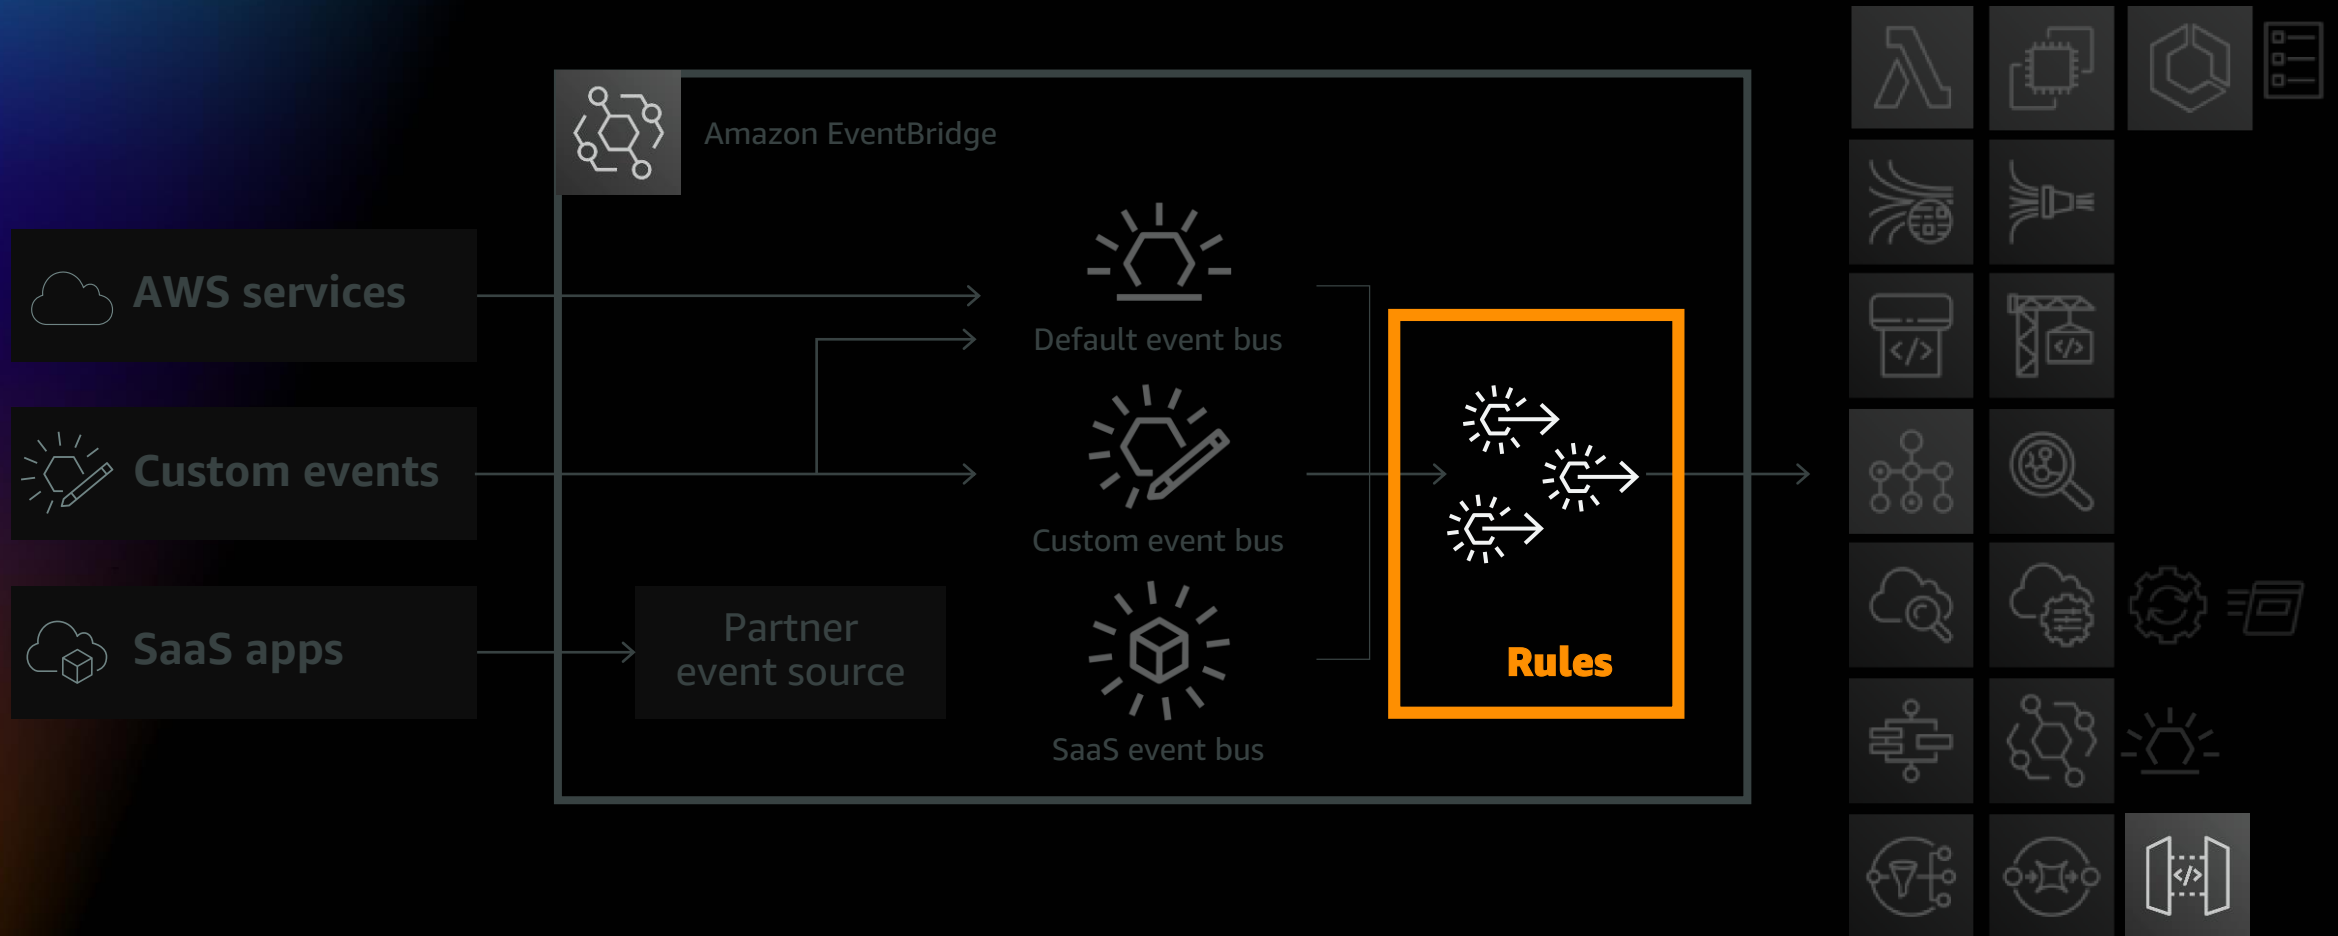 Amazon EventBridge
AWS services
Default event bus
Custom events
Custom event bus
SaaS apps
Partner
event source
Rules
SaaS event bus